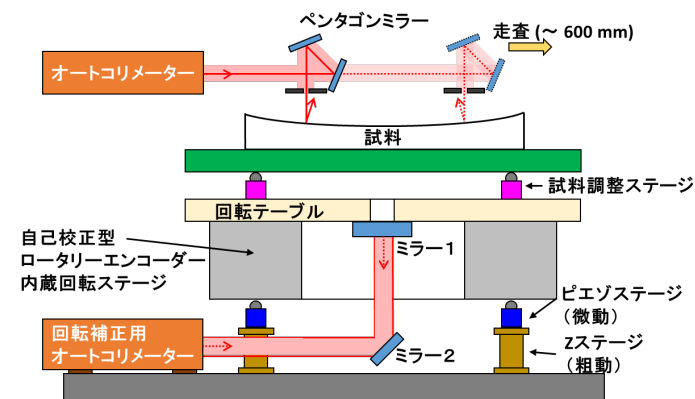 ペンタゴンミラー
走査 (～ 600 mm)
オートコリメーター
試料
試料調整ステージ
回転テーブル
自己校正型
ロータリーエンコーダー
内蔵回転ステージ
ミラー１
ピエゾステージ
（微動）
回転補正用
オートコリメーター
ミラー２
Zステージ
（粗動）